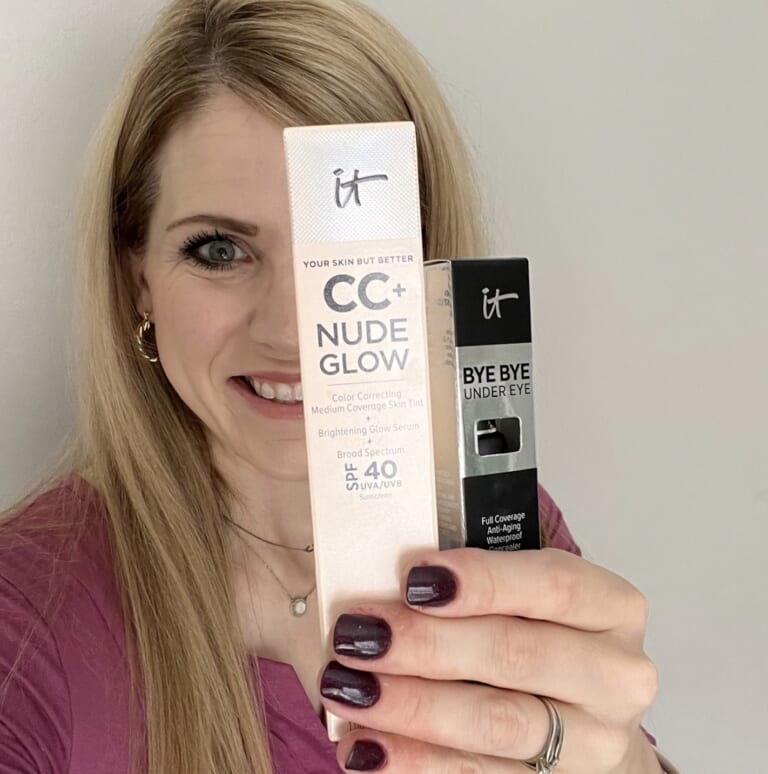 it
YOUR SKIN BUT BETTER
CC+
NUDE
GLOW
Color Correcting
Medium Coverage Skin Tint
+
Brightening Glow Serum
+
Broad Spectrum
SPF 40
UVA/UVB
Sunscreen
it
BYE BYE
UNDER EYE
Full Coverage
Anti-Aging
Waterproof
Concealer